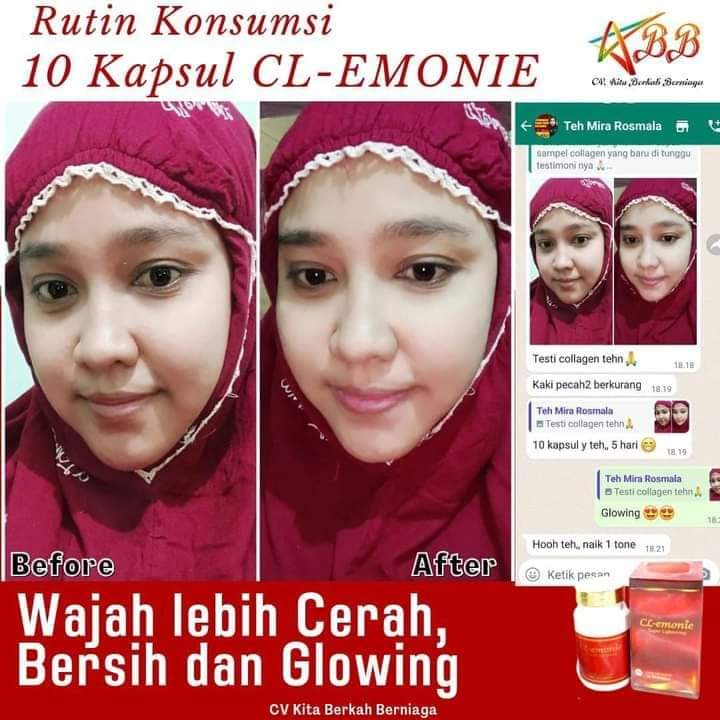 Rutin Konsumsi
10 Kapsul CL-EMONIE
ABB
CV. Kita Berkah Berniaga
Teh Mira Rosmala
sampel collagen yang baru di tunggu
testimoni nya 🙏...
Testi collagen tehn🙏
18.18
Kaki pecah2 berkurang 18.19
Teh Mira Rosmala
Testi collagen tehn🙏
10 kapsul y teh,, 5 hari 😁
18.19
Teh Mira Rosmala
Testi collagen tehn🙏
Glowing 😍😍
Hooh teh,, naik 1 tone 18.21
Ketik pesan
Before
After
Wajah lebih Cerah,
Bersih dan Glowing
CL-emonie
CL-emonie
CV Kita Berkah Berniaga